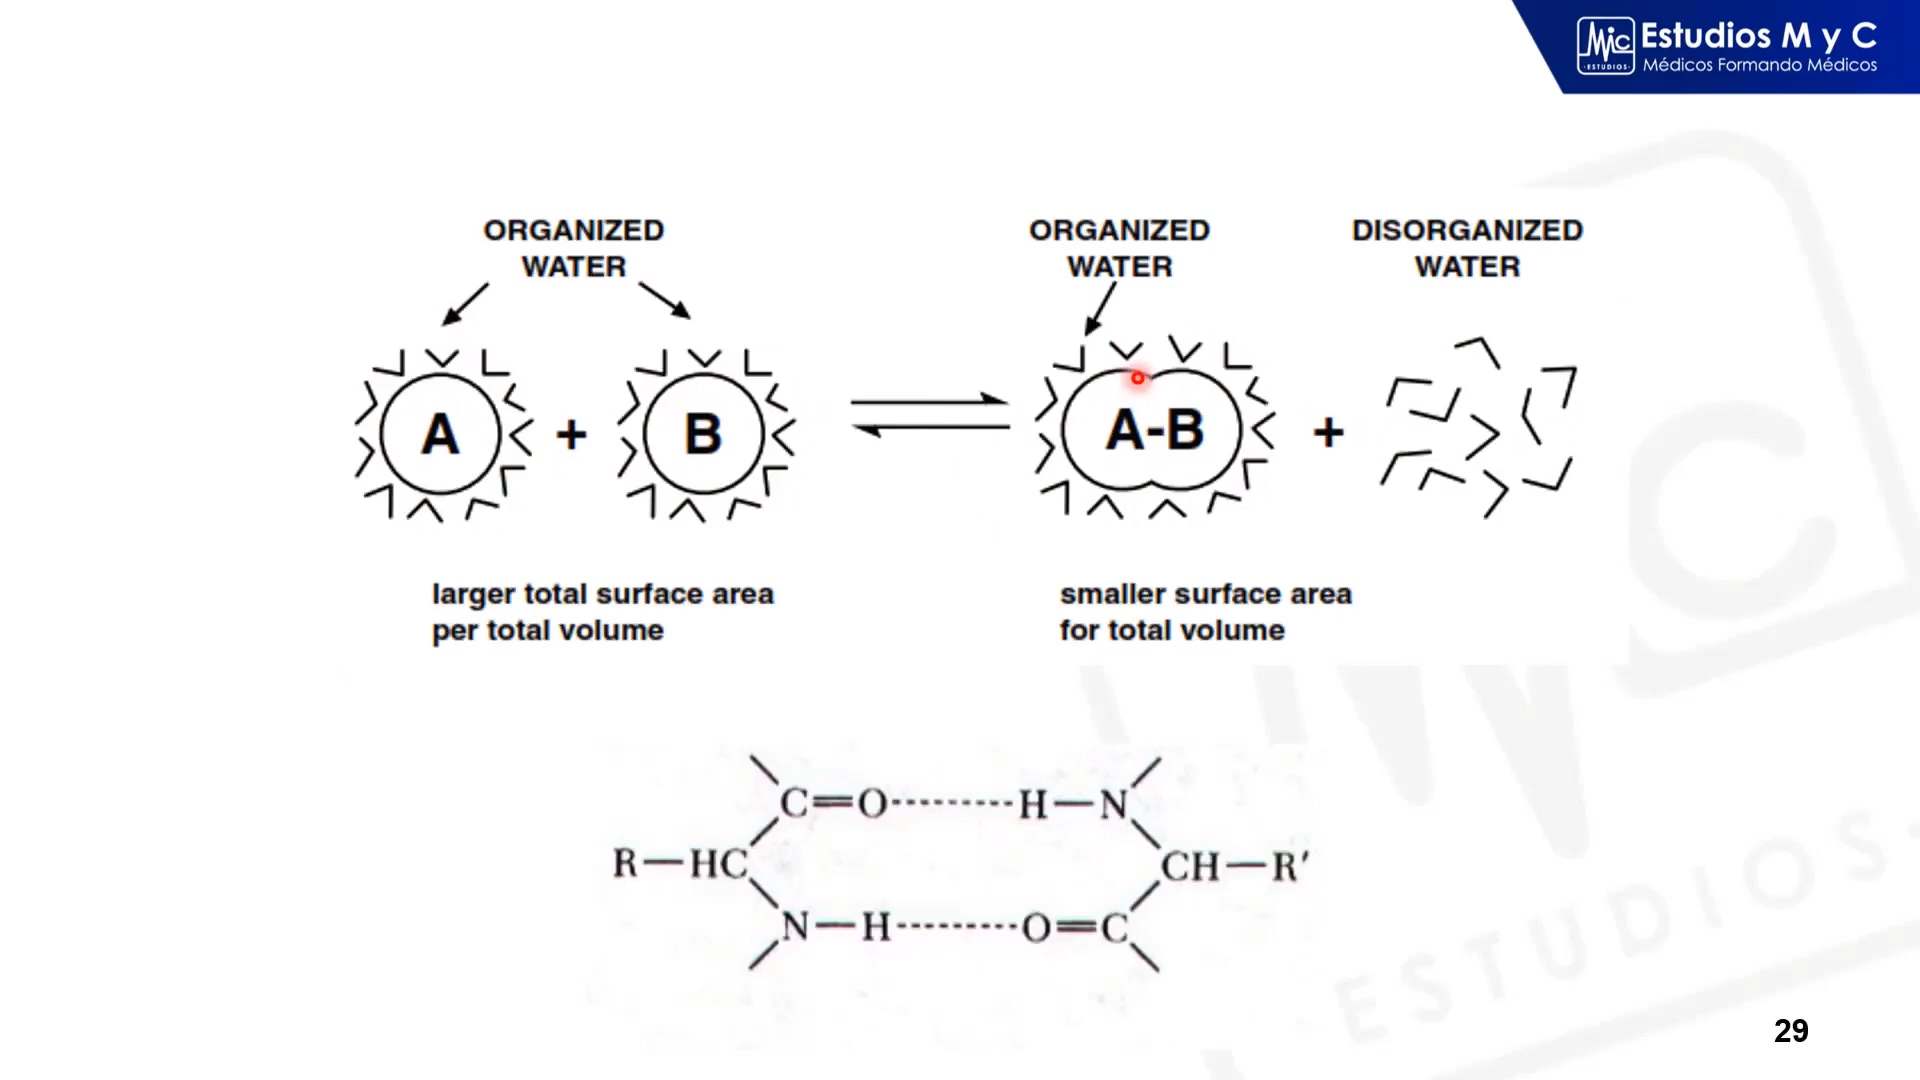 Mic
·ESTUDIOS·
Estudios M y C
Médicos Formando Médicos
ORGANIZED
WATER
ORGANIZED
WATER
DISORGANIZED
WATER
A + B A-B +
larger total surface area
per total volume
smaller surface area
for total volume
C=O---------H—N
R—HC CH—R′
N—H---------O=C
C
ESTUDIOS·
29